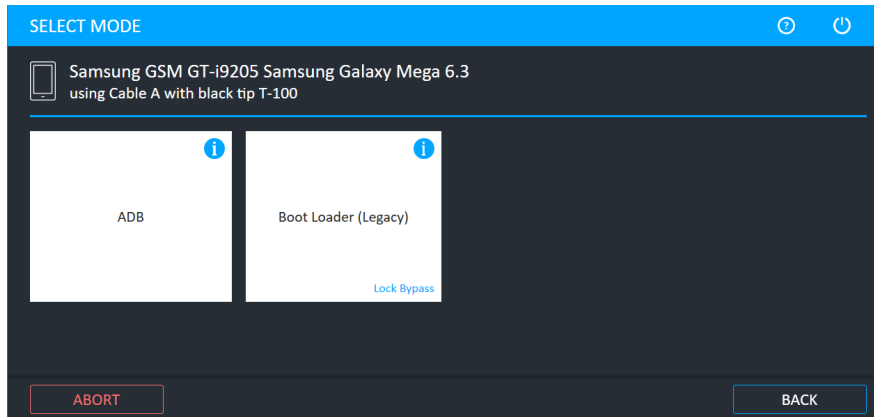 SELECT MODE
Samsung GSM GT-i9205 Samsung Galaxy Mega 6.3
using Cable A with black tip T-100
ADB
Boot Loader (Legacy)
Lock Bypass
ABORT
BACK